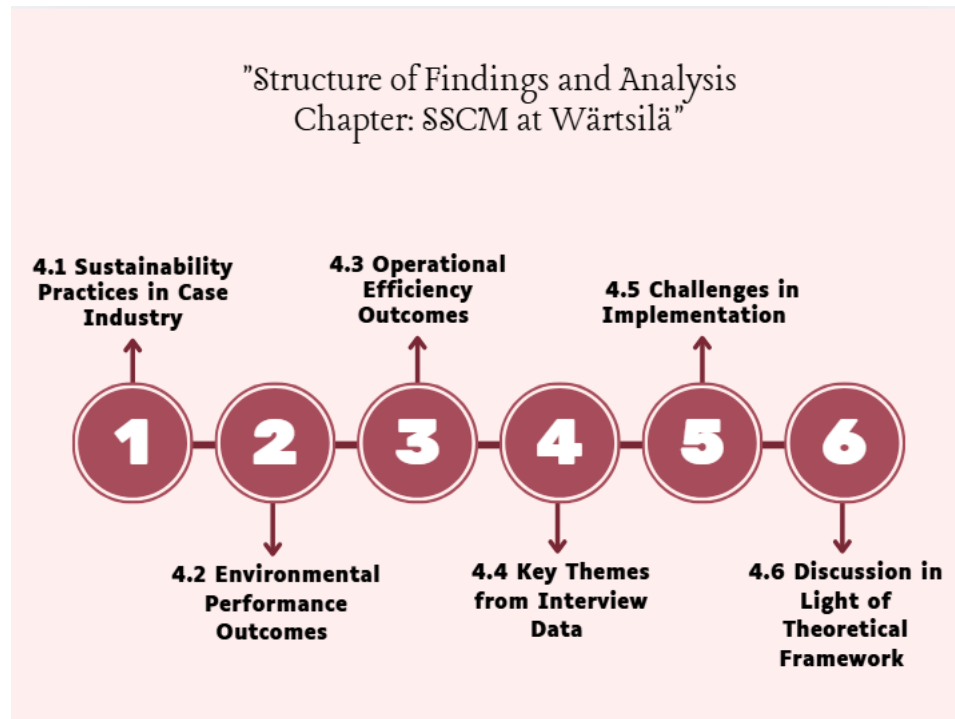 ”Structure of Findings and Analysis
Chapter: SSCM at Wärtsilä”
4.1 Sustainability
Practices in Case
Industry
4.3 Operational
Efficiency
Outcomes
4.5 Challenges in
Implementation
1
2
3
4
5
6
4.2 Environmental
Performance
Outcomes
4.4 Key Themes
from Interview
Data
4.6 Discussion in
Light of
Theoretical
Framework